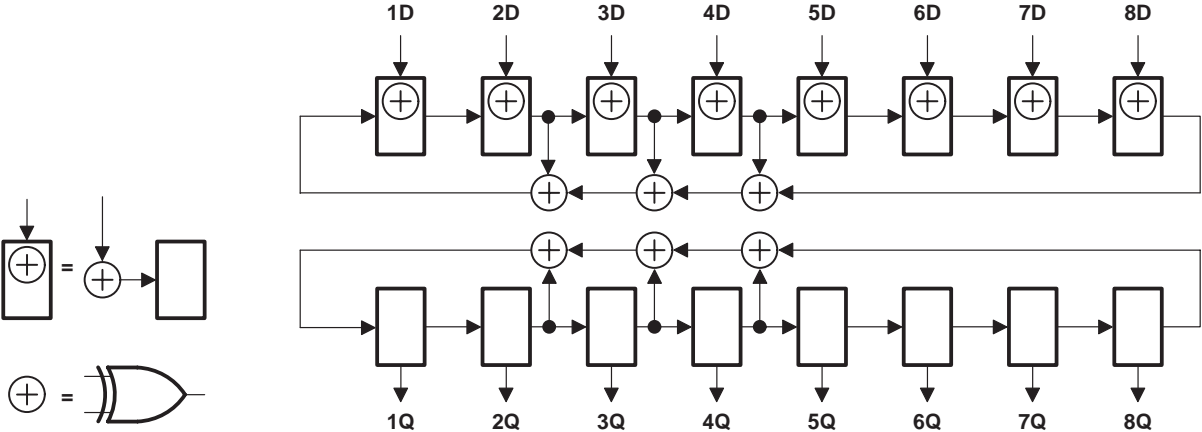 1D 2D 3D 4D 5D 6D 7D 8D
=
=
1Q 2Q 3Q 4Q 5Q 6Q 7Q 8Q